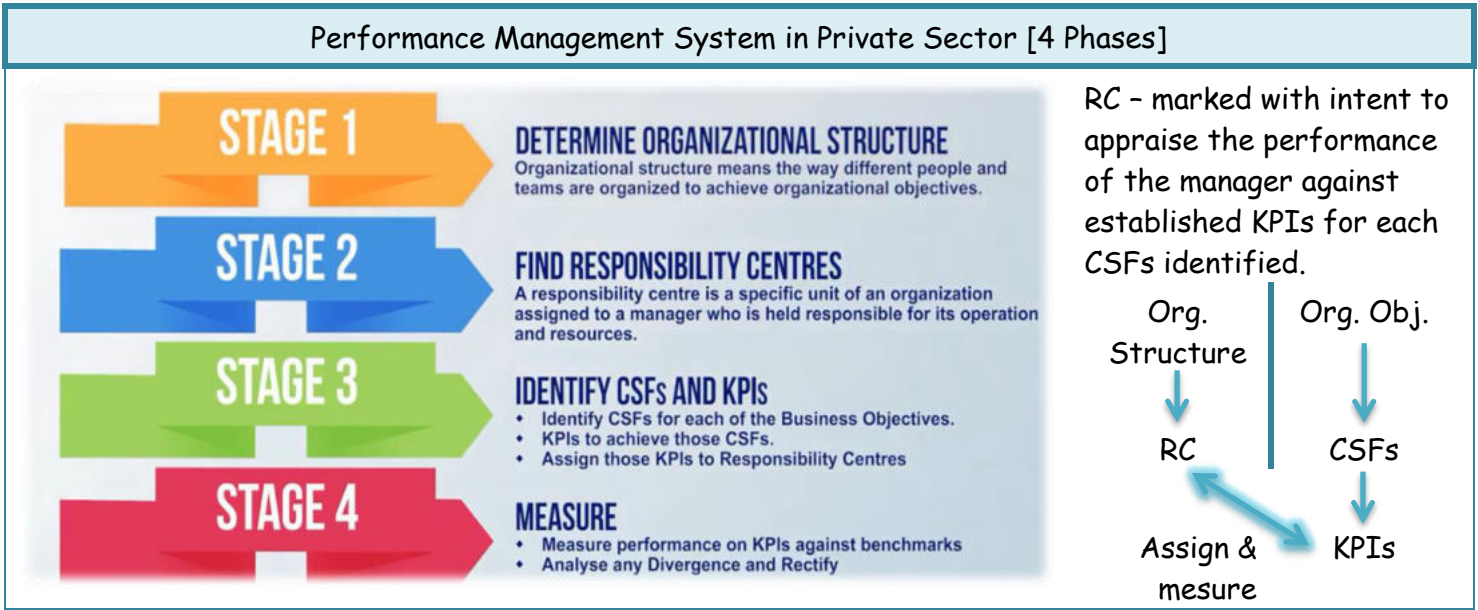 Performance Management System in Private Sector [4 Phases]
STAGE 1
DETERMINE ORGANIZATIONAL STRUCTURE
Organizational structure means the way different people and
teams are organized to achieve organizational objectives.
STAGE 2
FIND RESPONSIBILITY CENTRES
A responsibility centre is a specific unit of an organization
assigned to a manager who is held responsible for its operation
and resources.
STAGE 3
IDENTIFY CSFs AND KPIs
• Identify CSFs for each of the Business Objectives.
• KPIs to achieve those CSFs.
• Assign those KPIs to Responsibility Centres
STAGE 4
MEASURE
• Measure performance on KPIs against benchmarks
• Analyse any Divergence and Rectify
RC – marked with intent to
appraise the performance
of the manager against
established KPIs for each
CSFs identified.
Org.
Structure
RC
Org. Obj.
CSFs
KPIs
Assign &
mesure